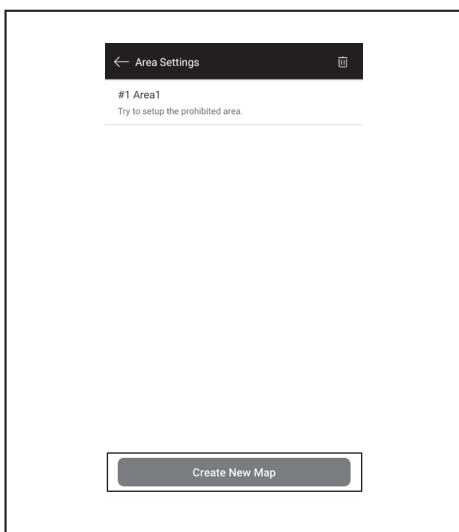 Area Settings
#1 Area1
Try to setup the prohibited area.
Create New Map